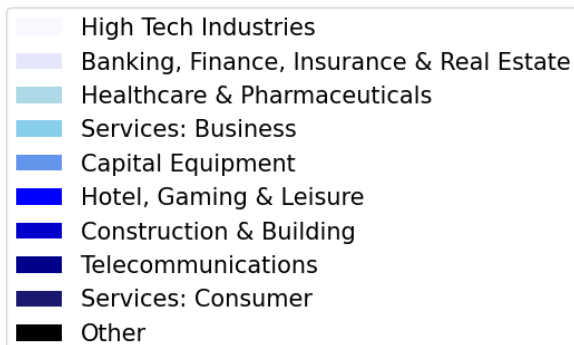 High Tech Industries
Banking, Finance, Insurance & Real Estate
Healthcare & Pharmaceuticals
Services: Business
Capital Equipment
Hotel, Gaming & Leisure
Construction & Building
Telecommunications
Services: Consumer
Other